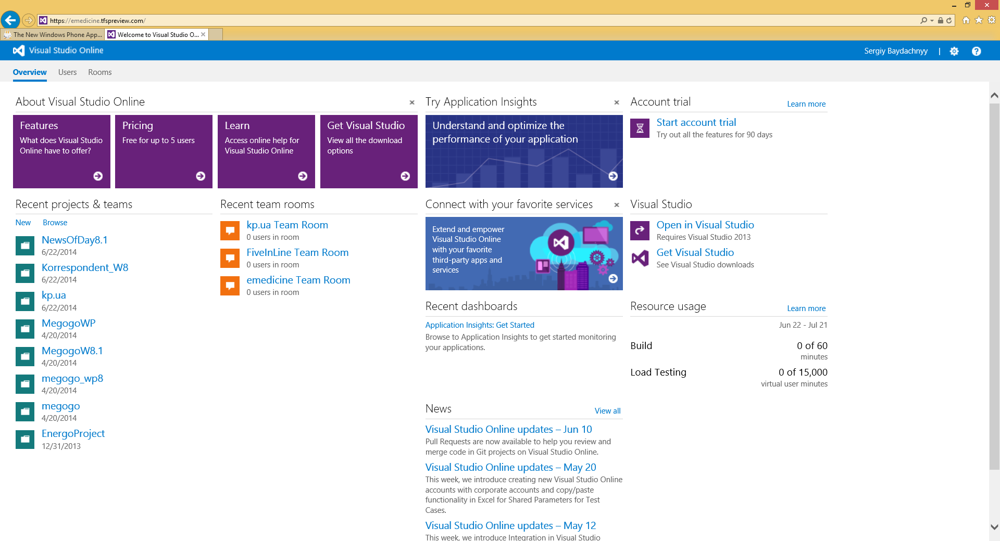 https://emedicine.tfspreview.com/
The New Windows Phone App...
Welcome to Visual Studio O...
Visual Studio Online
Sergiy Baydachnyy
|
Overview
Users
Rooms
About Visual Studio Online
Features
What does Visual Studio
Online have to offer?
Pricing
Free for up to 5 users
Learn
Access online help for
Visual Studio Online
Get Visual Studio
View all the download
options
Try Application Insights
Understand and optimize the
performance of your application
Account trial
Learn more
Start account trial
Try out all the features for 90 days
Recent projects & teams
New
Browse
NewsOfDay8.1
6/22/2014
Korrespondent_W8
6/22/2014
kp.ua
6/22/2014
MegogoWP
4/20/2014
MegogoW8.1
4/20/2014
megogo_wp8
4/20/2014
megogo
4/20/2014
EnergoProject
12/31/2013
Recent team rooms
kp.ua Team Room
0 users in room
FiveInLine Team Room
0 users in room
emedicine Team Room
0 users in room
Connect with your favorite services
Extend and empower
Visual Studio Online
with your favorite
third-party apps and
services
Visual Studio
Open in Visual Studio
Requires Visual Studio 2013
Get Visual Studio
See Visual Studio downloads
Recent dashboards
Application Insights: Get Started
Browse to Application Insights to get started monitoring
your applications.
Resource usage
Learn more
Jun 22 - Jul 21
Build
0 of 60
minutes
Load Testing
0 of 15,000
virtual user minutes
News
View all
Visual Studio Online updates – Jun 10
Pull Requests are now available to help you review and
merge code in Git projects on Visual Studio Online.
Visual Studio Online updates – May 20
This week, we introduce creating new Visual Studio Online
accounts with corporate accounts and copy/paste
functionality in Excel for Shared Parameters for Test
Cases.
Visual Studio Online updates – May 12
This week, we introduce Integration in Visual Studio